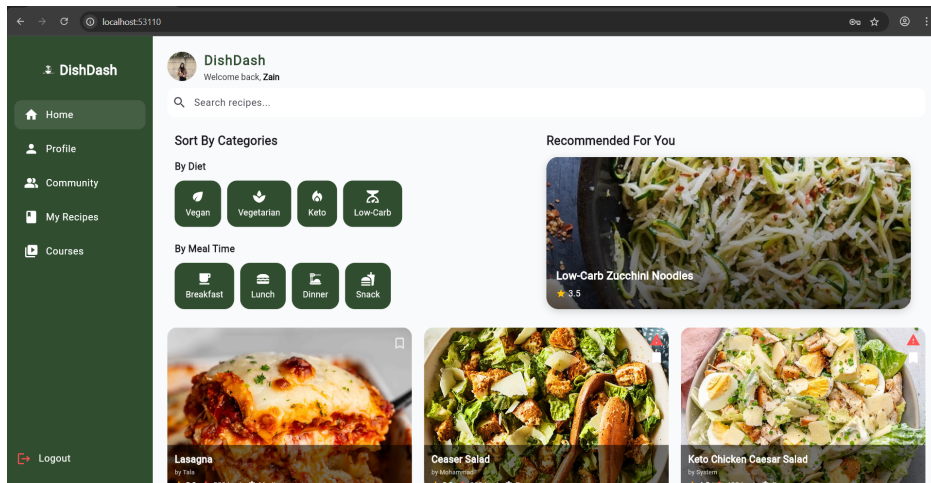 localhost:53110
DishDash
Home
Profile
Community
My Recipes
Courses
Logout
DishDash
Welcome back, Zain
Search recipes...
Sort By Categories
By Diet
Vegan
Vegetarian
Keto
Low-Carb
By Meal Time
Breakfast
Lunch
Dinner
Snack
Recommended For You
Low-Carb Zucchini Noodles
3.5
Lasagna
by Tala
Ceaser Salad
by Mohammad
Keto Chicken Caesar Salad
by System